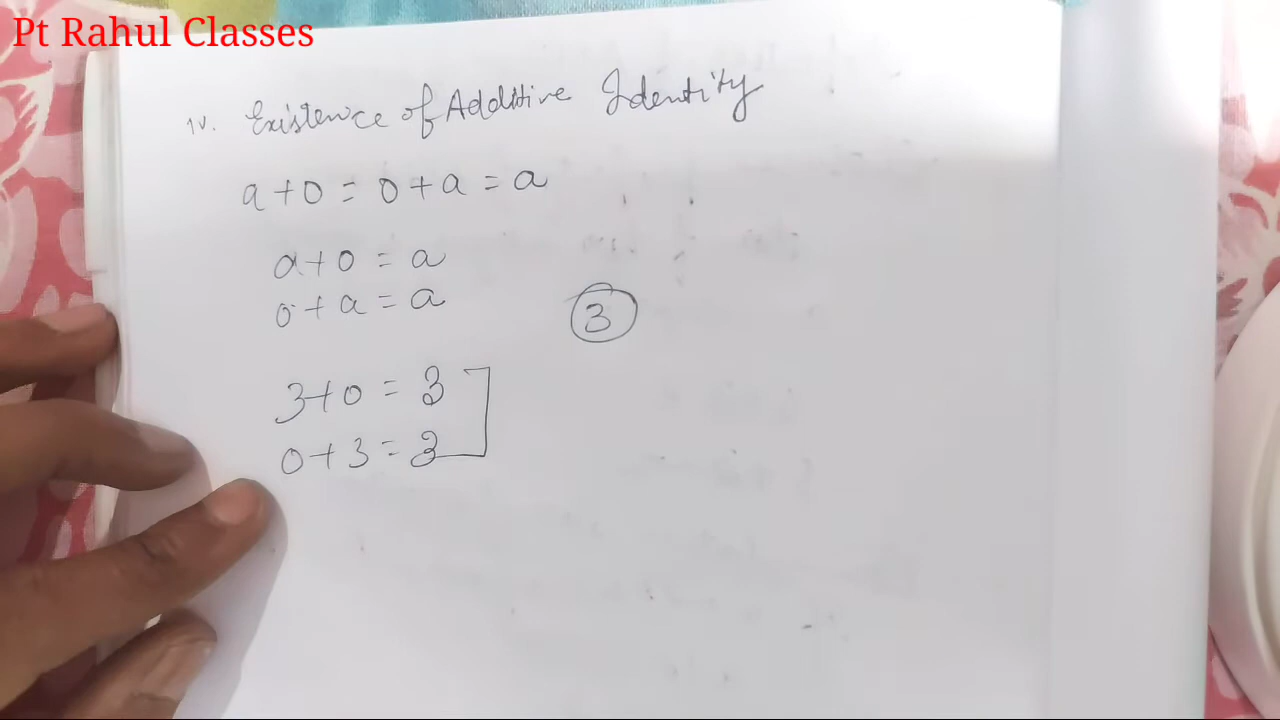 Pt Rahul Classes
iv. Existence of Additive Identity
a + 0 = 0 + a = a
a + 0 = a
0 + a = a
3
3 + 0 = 3
0 + 3 = 3